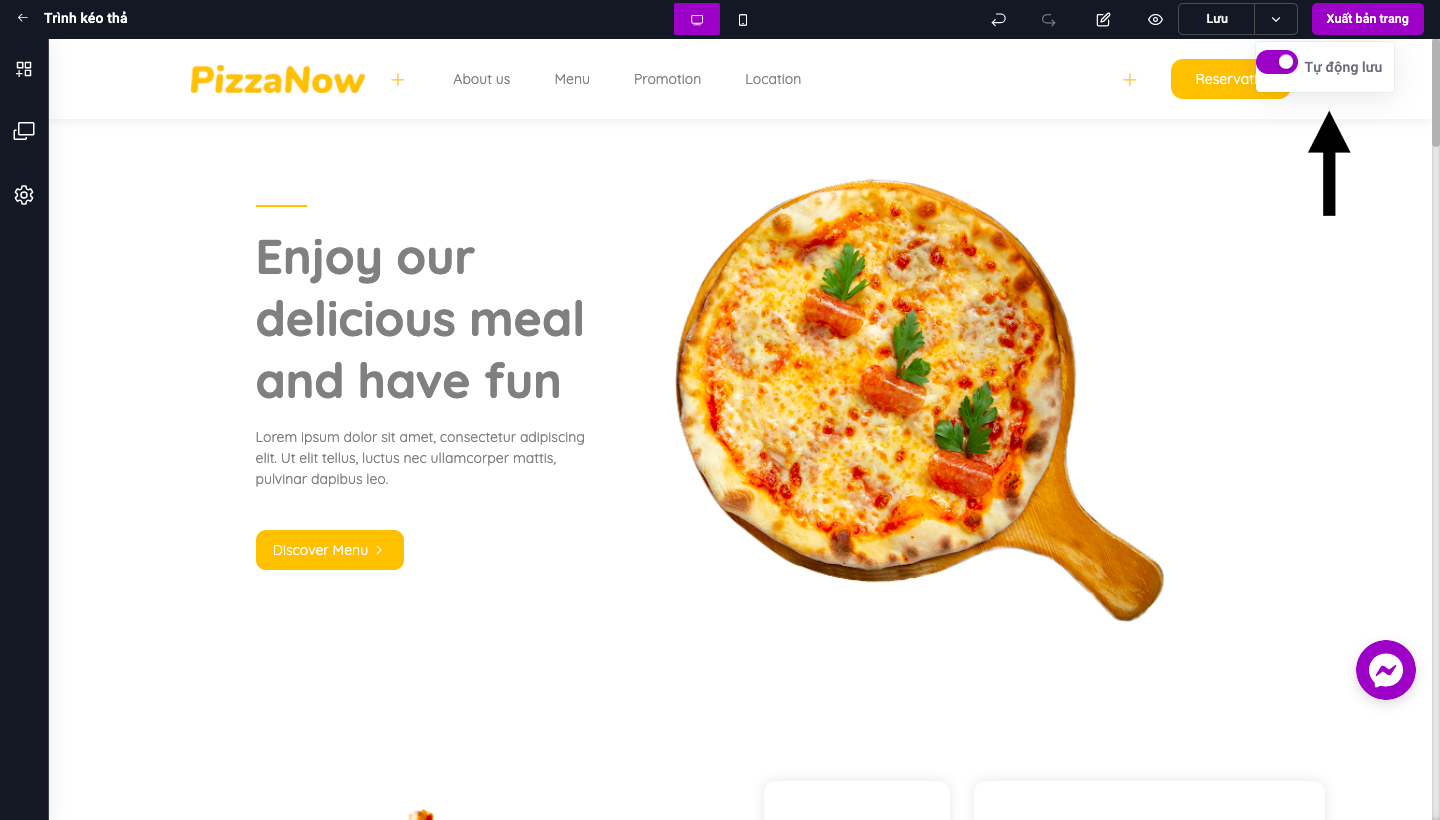 Trình kéo thả
Lưu
Xuất bản trang
PizzaNow
About us
Menu
Promotion
Location
Reservat
Tự động lưu
Enjoy our
delicious meal
and have fun
Lorem ipsum dolor sit amet, consectetur adipiscing
elit. Ut elit tellus, luctus nec ullamcorper mattis,
pulvinar dapibus leo.
Discover Menu